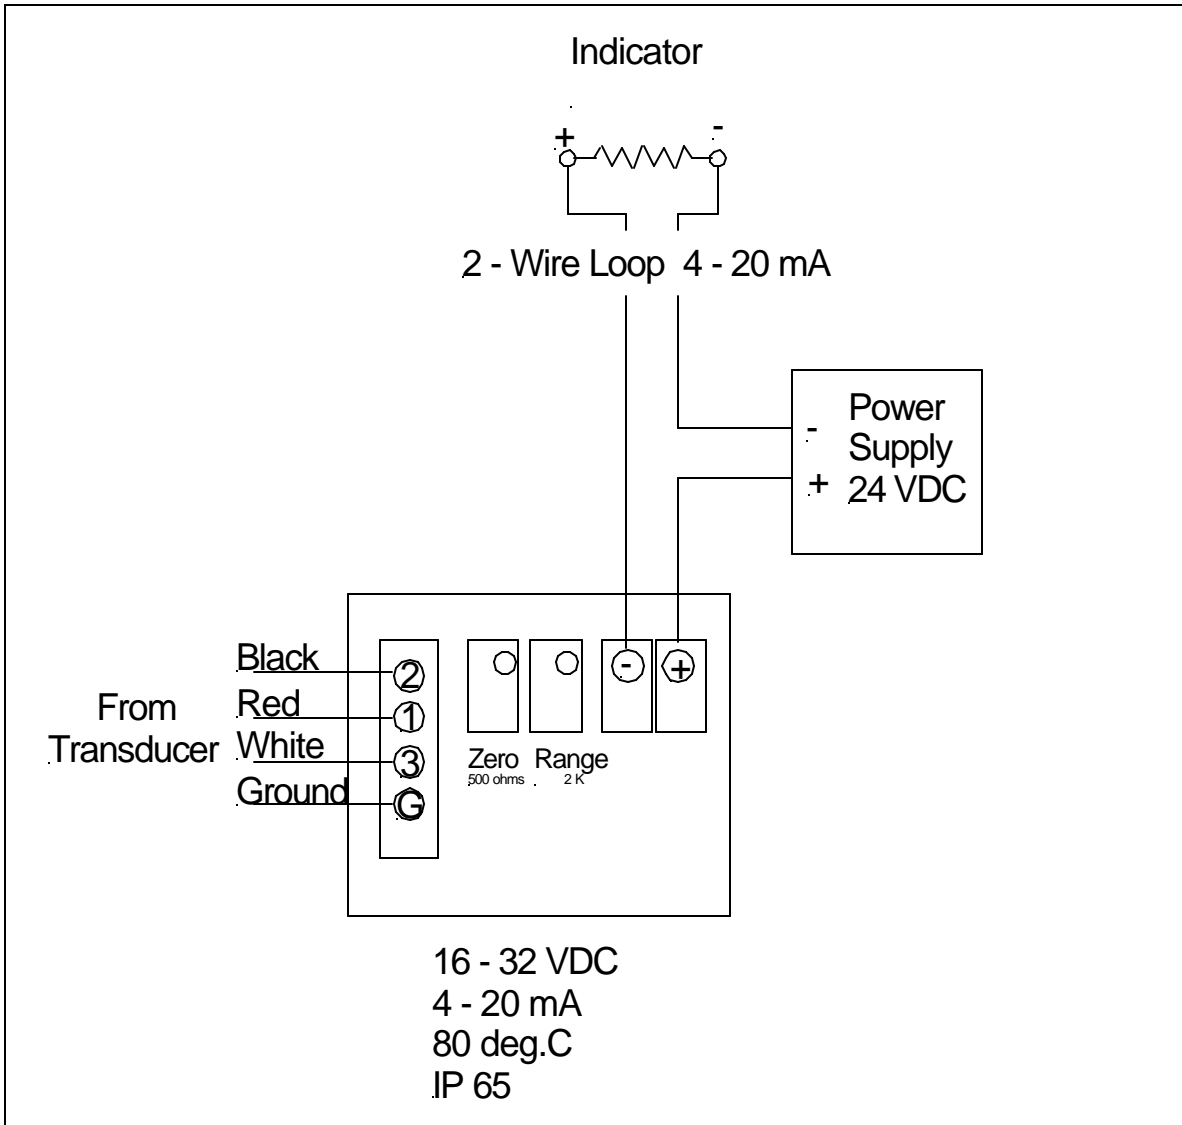 Indicator
+ -
2 - Wire Loop 4 - 20 mA
Power
- Supply
+ 24 VDC
Black
Red
From
Transducer
White
Ground
2
1
3
G
- +
Zero Range
500 ohms 2 K
16 - 32 VDC
4 - 20 mA
80 deg.C
IP 65